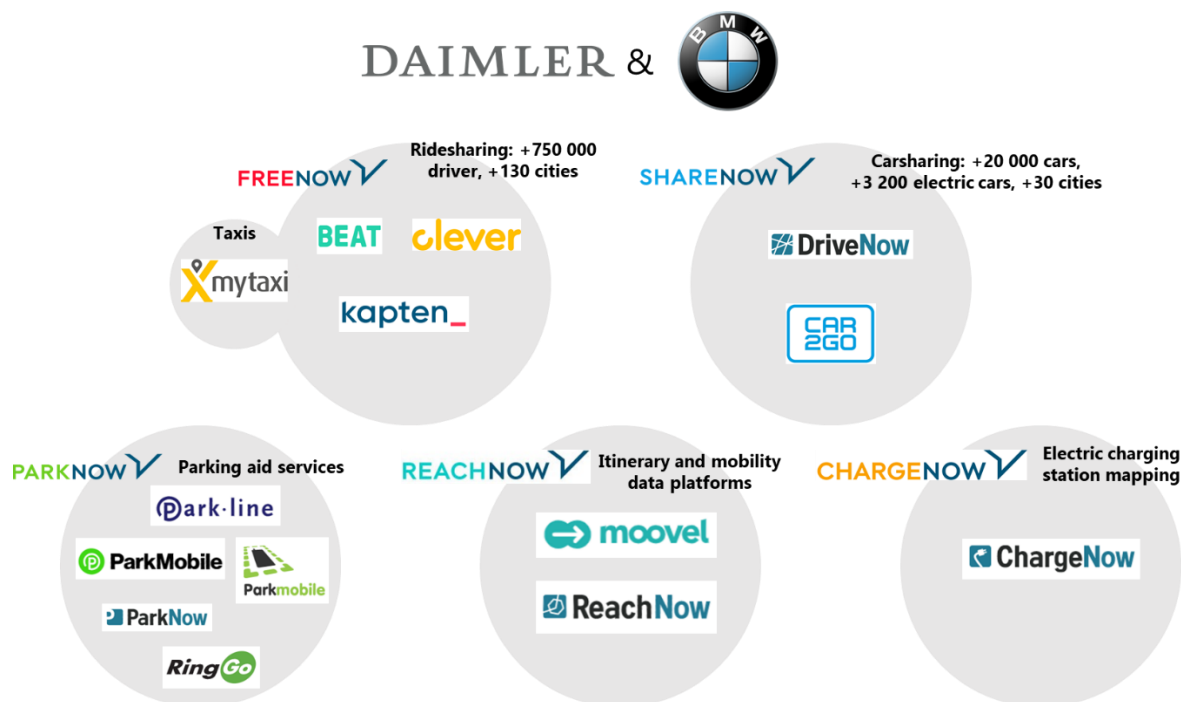 DAIMLER &
BMW
FREENOW
Ridesharing: +750 000
driver, +130 cities
Taxis
mytaxi
BEAT
clever
kapten_
SHARENOW
Carsharing: +20 000 cars,
+3 200 electric cars, +30 cities
DriveNow
CAR
2GO
PARKNOW
Parking aid services
Park-line
ParkMobile
Parkmobile
ParkNow
RingGo
REACHNOW
Itinerary and mobility
data platforms
moovel
ReachNow
CHARGENOW
Electric charging
station mapping
ChargeNow